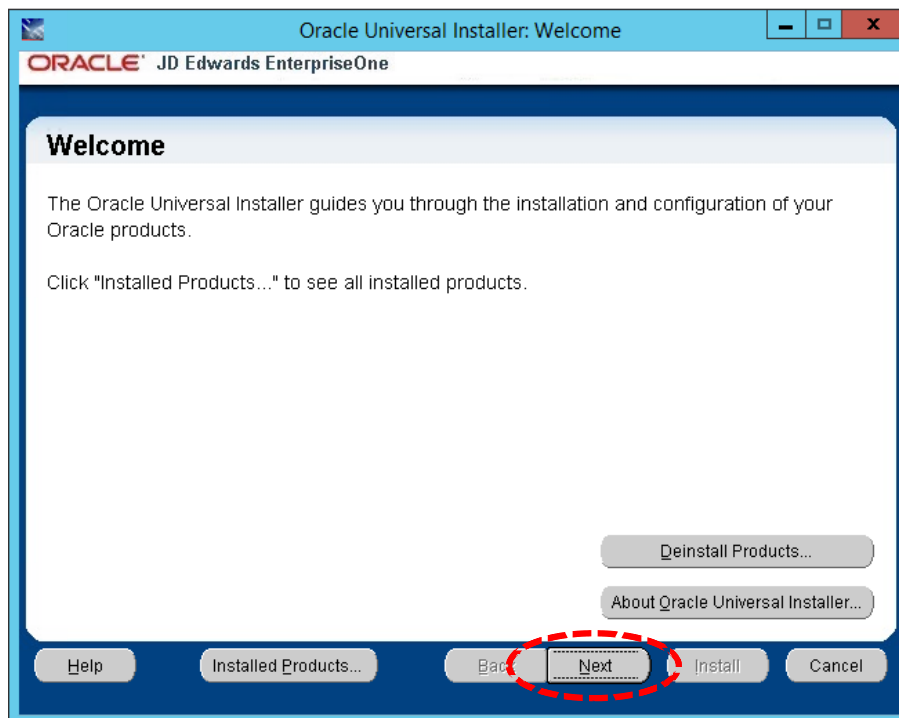 Oracle Universal Installer: Welcome
ORACLE JD Edwards EnterpriseOne
Welcome
The Oracle Universal Installer guides you through the installation and configuration of your
Oracle products.
Click "Installed Products..." to see all installed products.
Deinstall Products...
About Oracle Universal Installer...
Help Installed Products... Back Next Install Cancel